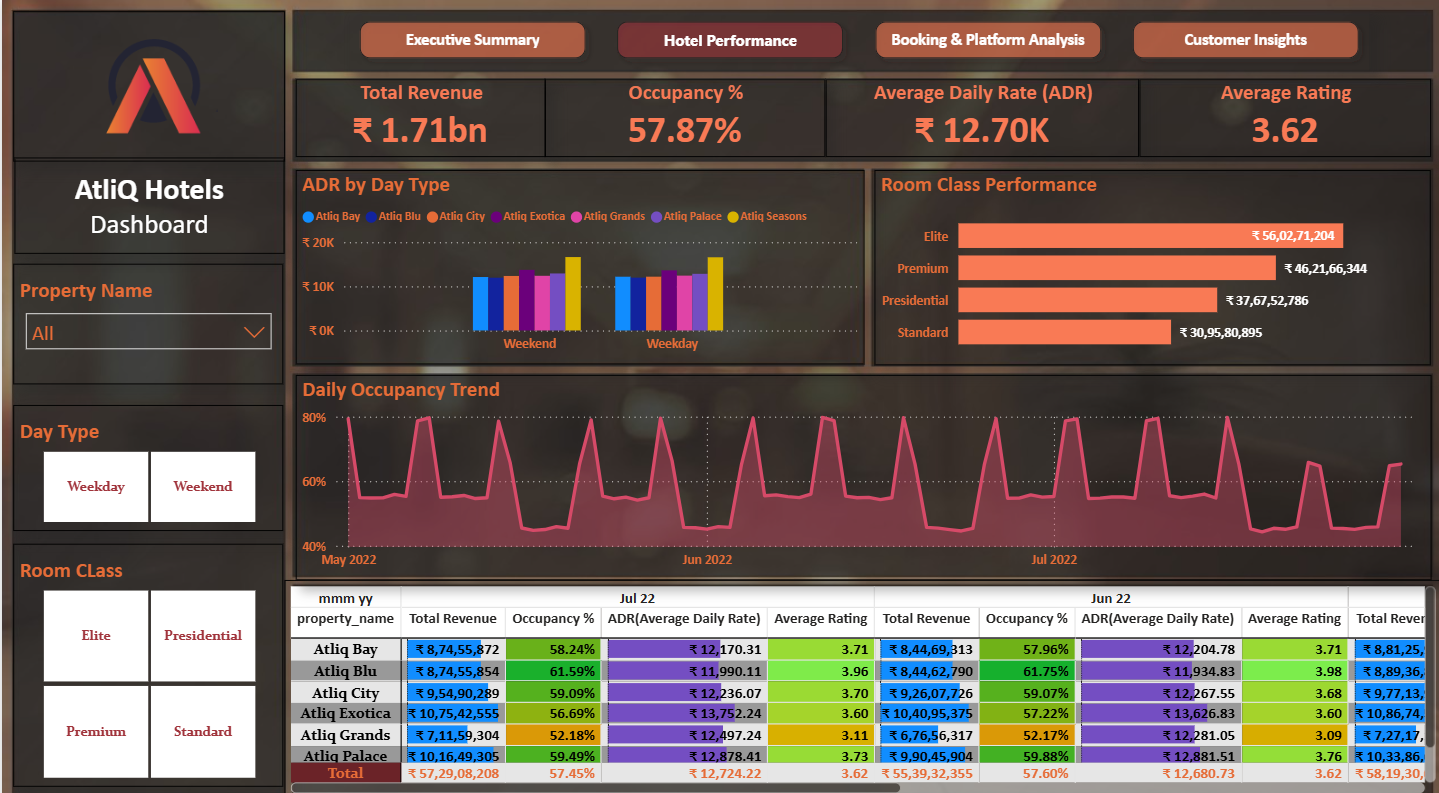 Executive Summary
Hotel Performance
Booking & Platform Analysis
Customer Insights
AtliQ Hotels
Dashboard
Total Revenue
₹ 1.71bn
Occupancy %
57.87%
Average Daily Rate (ADR)
₹ 12.70K
Average Rating
3.62
Property Name
All
Day Type
Weekday
Weekend
Room CLass
Elite
Presidential
Premium
Standard
ADR by Day Type
Atliq Bay Atliq Blu Atliq City Atliq Exotica Atliq Grands Atliq Palace Atliq Seasons
₹ 20K
₹ 10K
₹ 0K
Weekend
Weekday
Room Class Performance
Elite ₹ 56,02,71,204
Premium ₹ 46,21,66,344
Presidential ₹ 37,67,52,786
Standard ₹ 30,95,80,895
Daily Occupancy Trend
80%
60%
40%
May 2022 Jun 2022 Jul 2022
mmm yy Jul 22 Jun 22
property_name Total Revenue Occupancy % ADR(Average Daily Rate) Average Rating Total Revenue Occupancy % ADR(Average Daily Rate) Average Rating Total Rever
Atliq Bay ₹ 8,74,55,872 58.24% ₹ 12,170.31 3.71 ₹ 8,44,69,313 57.96% ₹ 12,204.78 3.71 ₹ 8,81,25,
Atliq Blu ₹ 8,74,55,854 61.59% ₹ 11,990.11 3.96 ₹ 8,44,62,790 61.75% ₹ 11,934.83 3.98 ₹ 8,89,36,
Atliq City ₹ 9,54,90,289 59.09% ₹ 12,236.07 3.70 ₹ 9,26,07,726 59.07% ₹ 12,267.55 3.68 ₹ 9,77,13,
Atliq Exotica ₹ 10,75,42,555 56.69% ₹ 13,752.24 3.60 ₹ 10,40,95,375 57.22% ₹ 13,626.83 3.60 ₹ 10,86,74,
Atliq Grands ₹ 7,11,59,304 52.18% ₹ 12,497.24 3.11 ₹ 6,76,56,317 52.17% ₹ 12,281.05 3.09 ₹ 7,27,17,
Atliq Palace ₹ 10,16,49,305 59.49% ₹ 12,878.41 3.73 ₹ 9,90,45,904 59.88% ₹ 12,881.51 3.76 ₹ 10,33,86,
Total ₹ 57,29,08,208 57.45% ₹ 12,724.22 3.62 ₹ 55,39,32,355 57.60% ₹ 12,680.73 3.62 ₹ 58,19,30,